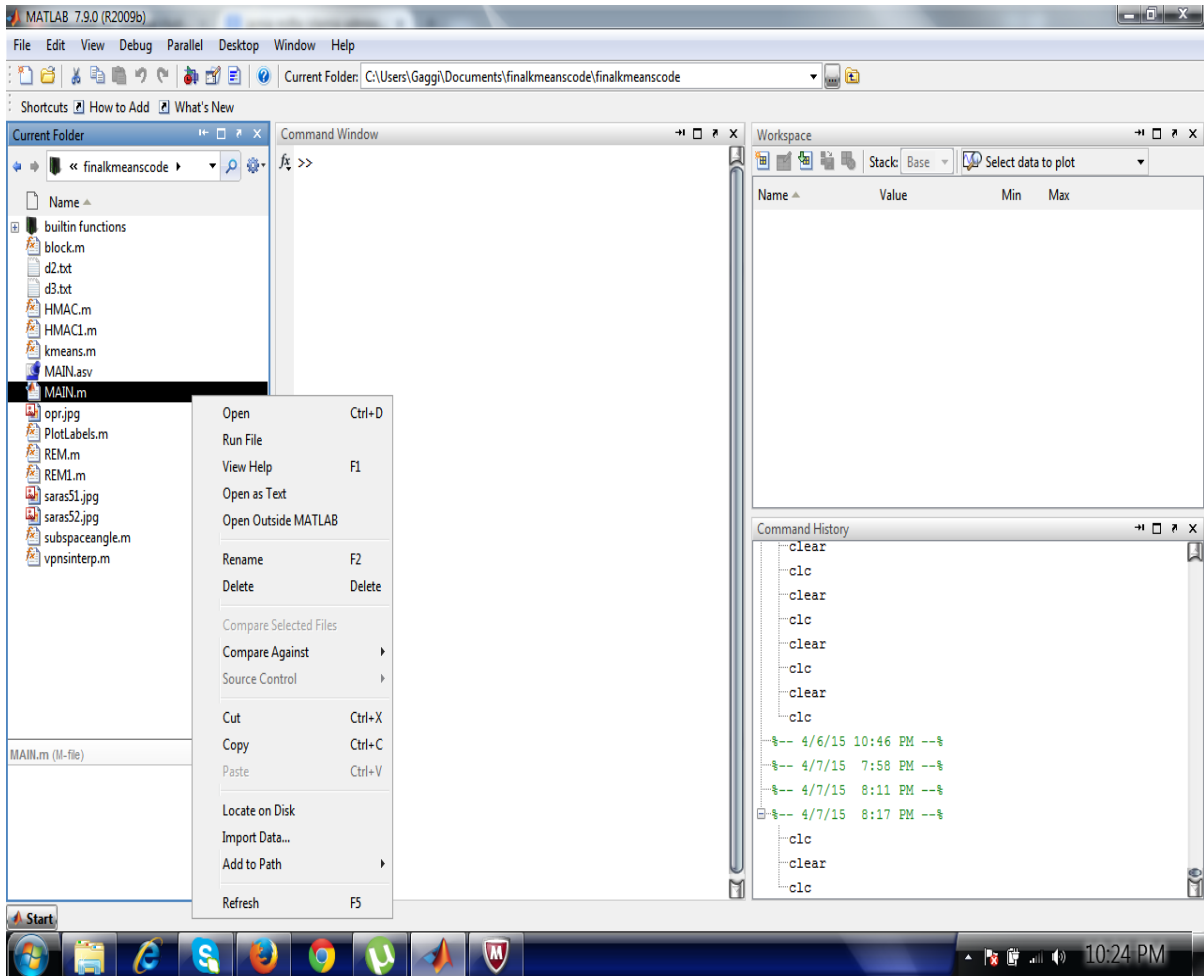 MATLAB 7.9.0 (R2009b)
File Edit View Debug Parallel Desktop Window Help
Current Folder: C:\Users\Gaggi\Documents\finalkmeanscode\finalkmeanscode
Shortcuts How to Add What's New
Current Folder
« finalkmeanscode
Name
builtin functions
block.m
d2.txt
d3.txt
HMAC.m
HMAC1.m
kmeans.m
MAIN.asv
MAIN.m
opr.jpg
PlotLabels.m
REM.m
REM1.m
saras51.jpg
saras52.jpg
subspaceangle.m
vpnsinterp.m
MAIN.m (M-file)
Open Ctrl+D
Run File
View Help F1
Open as Text
Open Outside MATLAB
Rename F2
Delete Delete
Compare Selected Files
Compare Against
Source Control
Cut Ctrl+X
Copy Ctrl+C
Paste Ctrl+V
Locate on Disk
Import Data...
Add to Path
Refresh F5
Command Window
fx >>
Workspace
Stack: Base Select data to plot
Name Value Min Max
Command History
clear
clc
clear
clc
clear
clc
clear
clc
%-- 4/6/15 10:46 PM --%
%-- 4/7/15 7:58 PM --%
%-- 4/7/15 8:11 PM --%
%-- 4/7/15 8:17 PM --%
clc
clear
clc
Start
10:24 PM